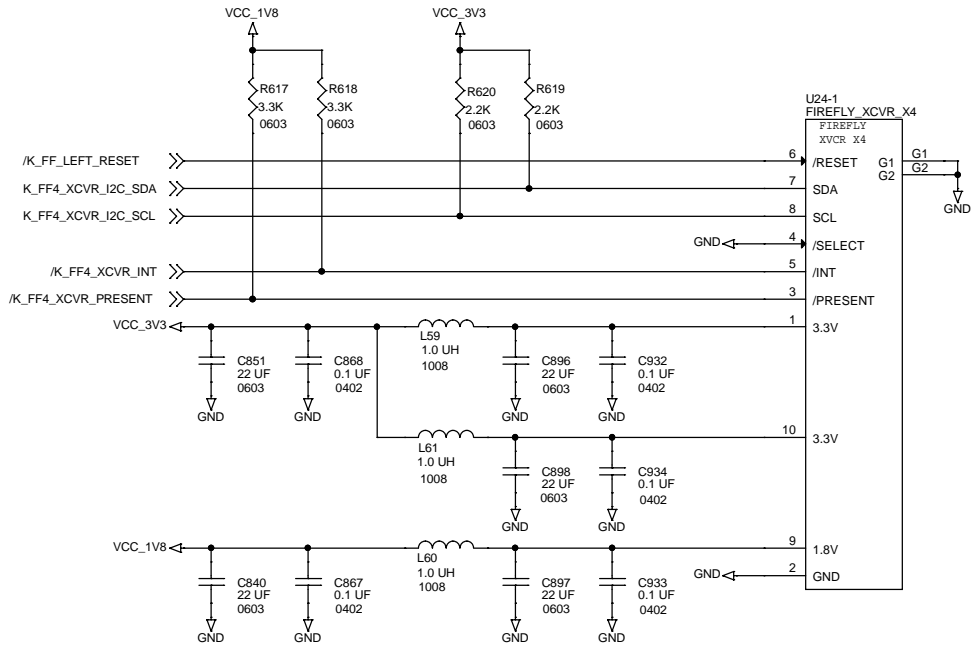 VCC_1V8
VCC_3V3
R617
3.3K
0603
R618
3.3K
0603
R620
2.2K
0603
R619
2.2K
0603
U24-1
FIREFLY_XCVR_X4
FIREFLY
XVCR X4
/K_FF_LEFT_RESET
6
/RESET
G1
G1
G2
G2
GND
K_FF4_XCVR_I2C_SDA
7
SDA
K_FF4_XCVR_I2C_SCL
8
SCL
GND
4
/SELECT
/K_FF4_XCVR_INT
5
/INT
/K_FF4_XCVR_PRESENT
3
/PRESENT
VCC_3V3
1
3.3V
L59
1.0 UH
1008
C851
22 UF
0603
GND
C868
0.1 UF
0402
GND
C896
22 UF
0603
GND
C932
0.1 UF
0402
GND
10
3.3V
L61
1.0 UH
1008
C898
22 UF
0603
GND
C934
0.1 UF
0402
GND
VCC_1V8
9
1.8V
L60
1.0 UH
1008
GND
2
GND
C840
22 UF
0603
GND
C867
0.1 UF
0402
GND
C897
22 UF
0603
GND
C933
0.1 UF
0402
GND